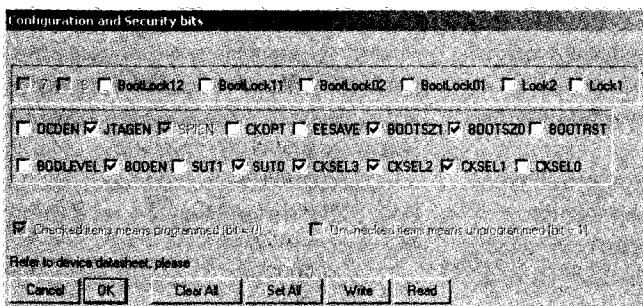 Configuration and Security bits
7 6 BootLock12 BootLock11 BootLock02 BootLock01 Lock2 Lock1
OCDEN JTAGEN SPIEN CKOPT EESAVE BOOTSZ1 BOOTSZ0 BOOTRST
BODLEVEL BODEN SUT1 SUT0 CKSEL3 CKSEL2 CKSEL1 CKSEL0
Checked items means programmed (bit = 0) Unchecked items means unprogrammed (bit = 1)
Refer to device datasheet, please
Cancel OK Clear All Set All Write Read